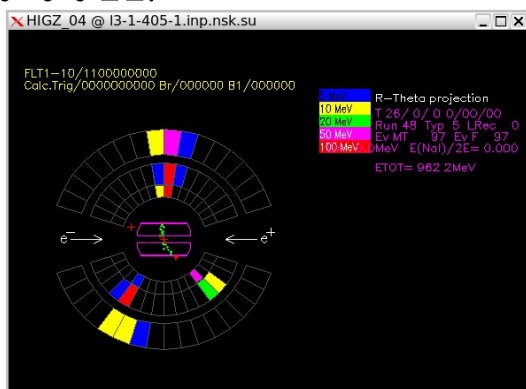 HIGZ_04 @ l3-1-405-1.inp.nsk.su
FLT1-10/1100000000
Calc.Trig/0000000000 Br/000000 B1/000000
R-Theta projection
10 MeV
T 26/ 0/ 0 0/00/00
20 MeV
Run 48 Typ 5 LRec 0
50 MeV
Ev MT 97 Ev F 97
100 MeV
MeV E(NaI)/2E= 0.000
ETOT= 962.2MeV
e-
e+